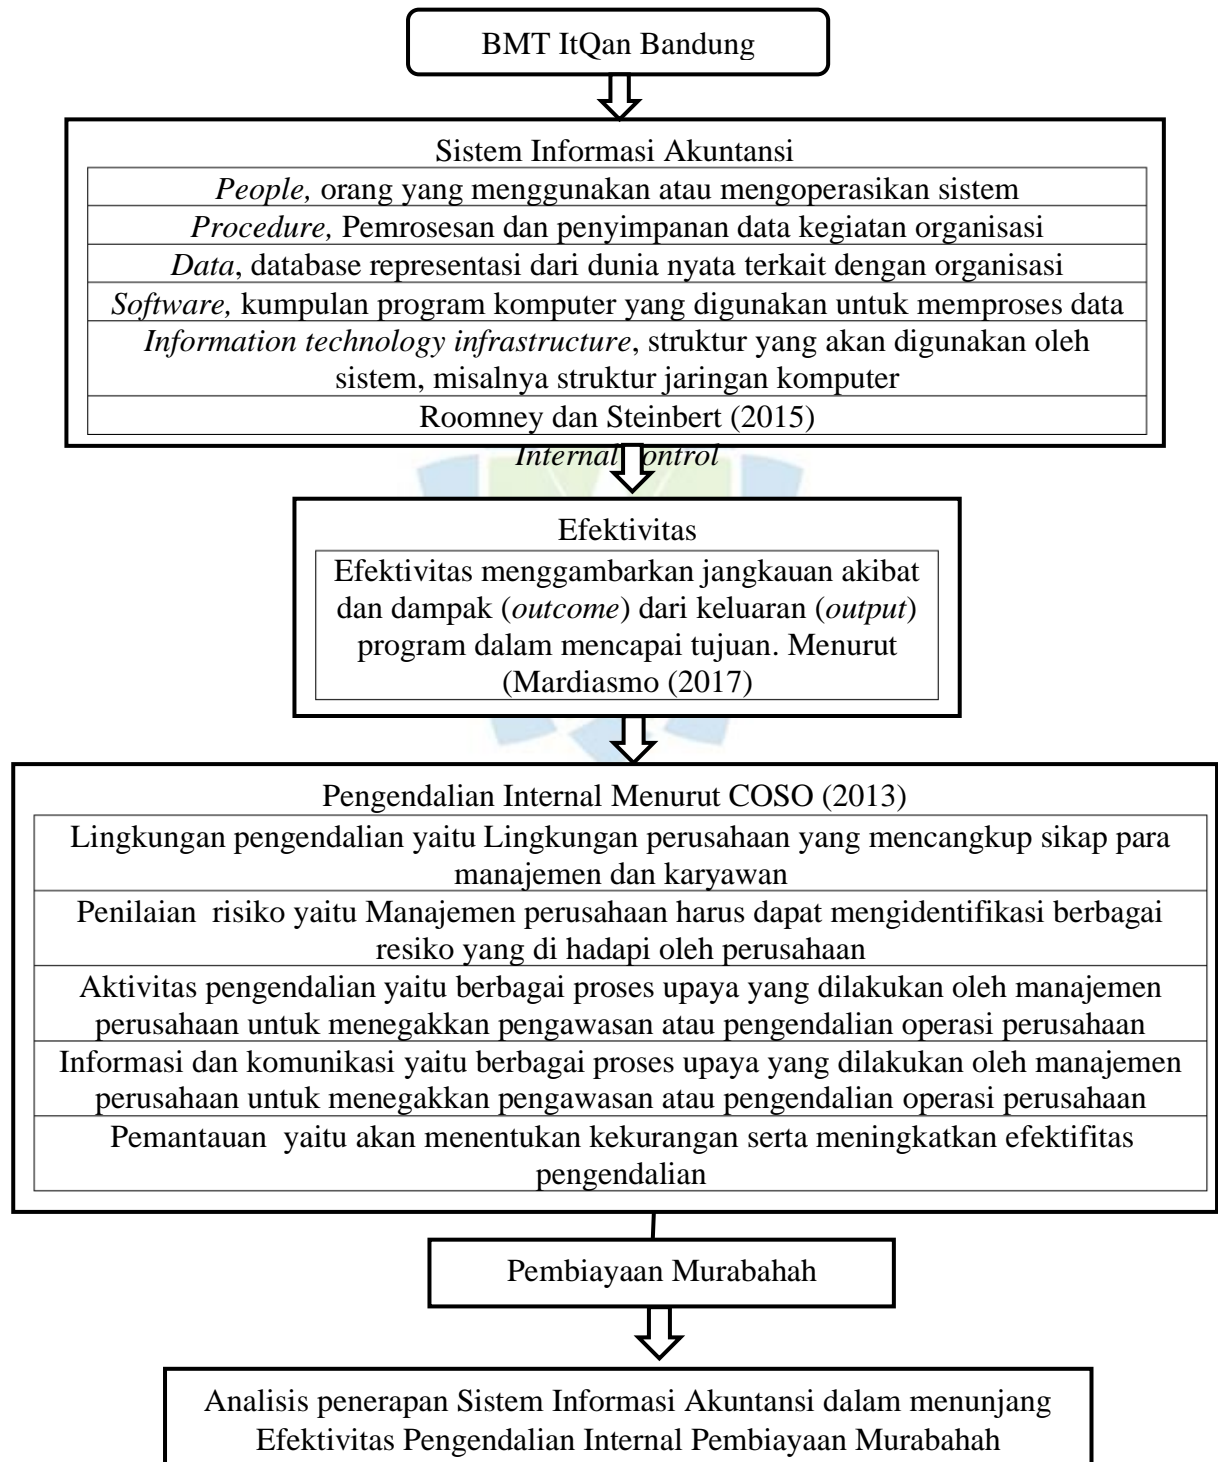 BMT ItQan Bandung
Sistem Informasi Akuntansi
People, orang yang menggunakan atau mengoperasikan sistem
Procedure, Pemrosesan dan penyimpanan data kegiatan organisasi
Data, database representasi dari dunia nyata terkait dengan organisasi
Software, kumpulan program komputer yang digunakan untuk memproses data
Information technology infrastructure, struktur yang akan digunakan oleh
sistem, misalnya struktur jaringan komputer
Roomney dan Steinbert (2015)
Internal ontrol
Efektivitas
Efektivitas menggambarkan jangkauan akibat
dan dampak (outcome) dari keluaran (output)
program dalam mencapai tujuan. Menurut
(Mardiasmo (2017)
Pengendalian Internal Menurut COSO (2013)
Lingkungan pengendalian yaitu Lingkungan perusahaan yang mencangkup sikap para
manajemen dan karyawan
Penilaian risiko yaitu Manajemen perusahaan harus dapat mengidentifikasi berbagai
resiko yang di hadapi oleh perusahaan
Aktivitas pengendalian yaitu berbagai proses upaya yang dilakukan oleh manajemen
perusahaan untuk menegakkan pengawasan atau pengendalian operasi perusahaan
Informasi dan komunikasi yaitu berbagai proses upaya yang dilakukan oleh manajemen
perusahaan untuk menegakkan pengawasan atau pengendalian operasi perusahaan
Pemantauan yaitu akan menentukan kekurangan serta meningkatkan efektifitas
pengendalian
Pembiayaan Murabahah
Analisis penerapan Sistem Informasi Akuntansi dalam menunjang
Efektivitas Pengendalian Internal Pembiayaan Murabahah